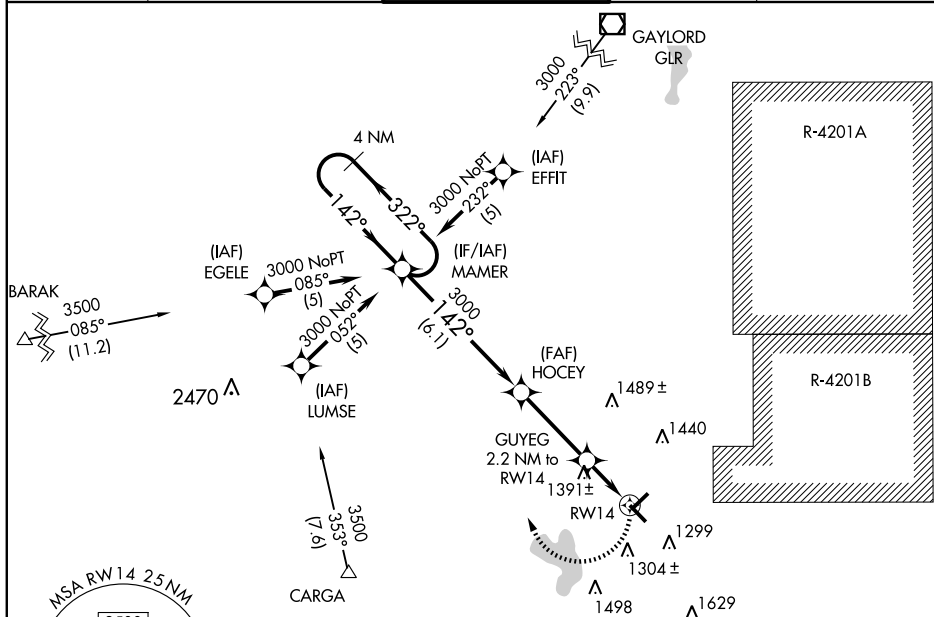 GAYLORD
GLR
3000
223°
(9.9)
R-4201A
4 NM
(IAF)
EFFIT
3000 NoPT
232°
(5)
322°
142°
(IF/IAF)
MAMER
(IAF)
EGELE
3000 NoPT
085°
(5)
BARAK
3500
085°
(11.2)
3000 NoPT
052°
(5)
3000
142°
(6.1)
(FAF)
HOCEY
R-4201B
1489 ±
2470
(IAF)
LUMSE
1440
GUYEG
2.2 NM to
RW14
1391±
RW14
3500
353°
(7.6)
1299
1304 ±
CARGA
1498
1629
MSA RW14 25 NM